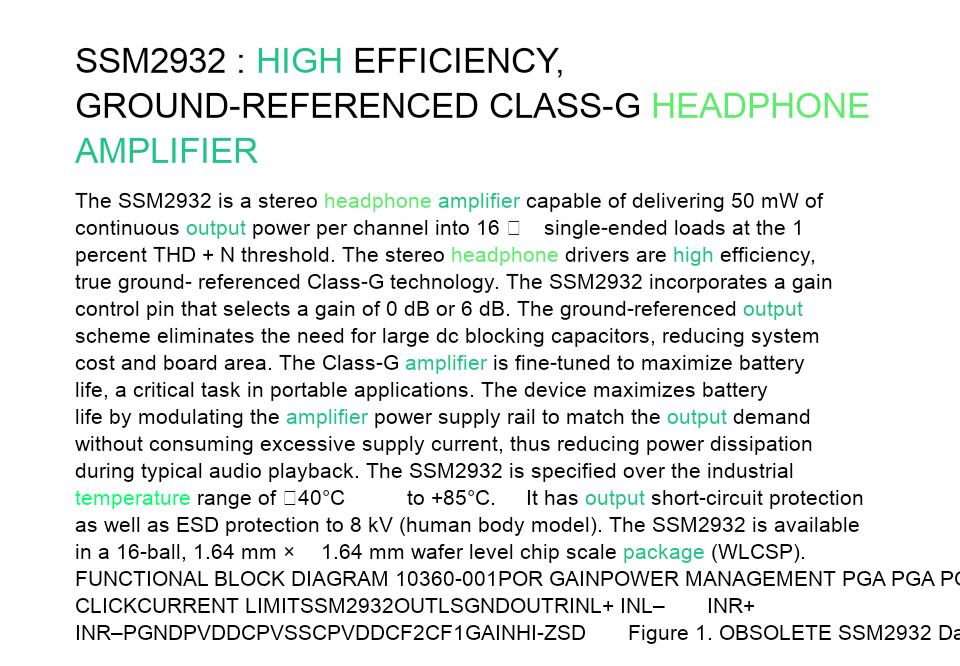 SSM2932 : HIGH EFFICIENCY,
GROUND-REFERENCED CLASS-G HEADPHONE
AMPLIFIER
The SSM2932 is a stereo headphone amplifier capable of delivering 50 mW of
continuous output power per channel into 16 □ single-ended loads at the 1
percent THD + N threshold. The stereo headphone drivers are high efficiency,
true ground- referenced Class-G technology. The SSM2932 incorporates a gain
control pin that selects a gain of 0 dB or 6 dB. The ground-referenced output
scheme eliminates the need for large dc blocking capacitors, reducing system
cost and board area. The Class-G amplifier is fine-tuned to maximize battery
life, a critical task in portable applications. The device maximizes battery
life by modulating the amplifier power supply rail to match the output demand
without consuming excessive supply current, thus reducing power dissipation
during typical audio playback. The SSM2932 is specified over the industrial
temperature range of □40°C to +85°C. It has output short-circuit protection
as well as ESD protection to 8 kV (human body model). The SSM2932 is available
in a 16-ball, 1.64 mm × 1.64 mm wafer level chip scale package (WLCSP).
FUNCTIONAL BLOCK DIAGRAM 10360-001POR GAINPOWER MANAGEMENT PGA PGA
CLICKCURRENT LIMITSSM2932OUTLSGNDOUTRINL+ INL– INR+
INR–PGNDPVDDCPVSSCPVDDCF2CF1GAINHI-ZSD Figure 1. OBSOLETE SSM2932